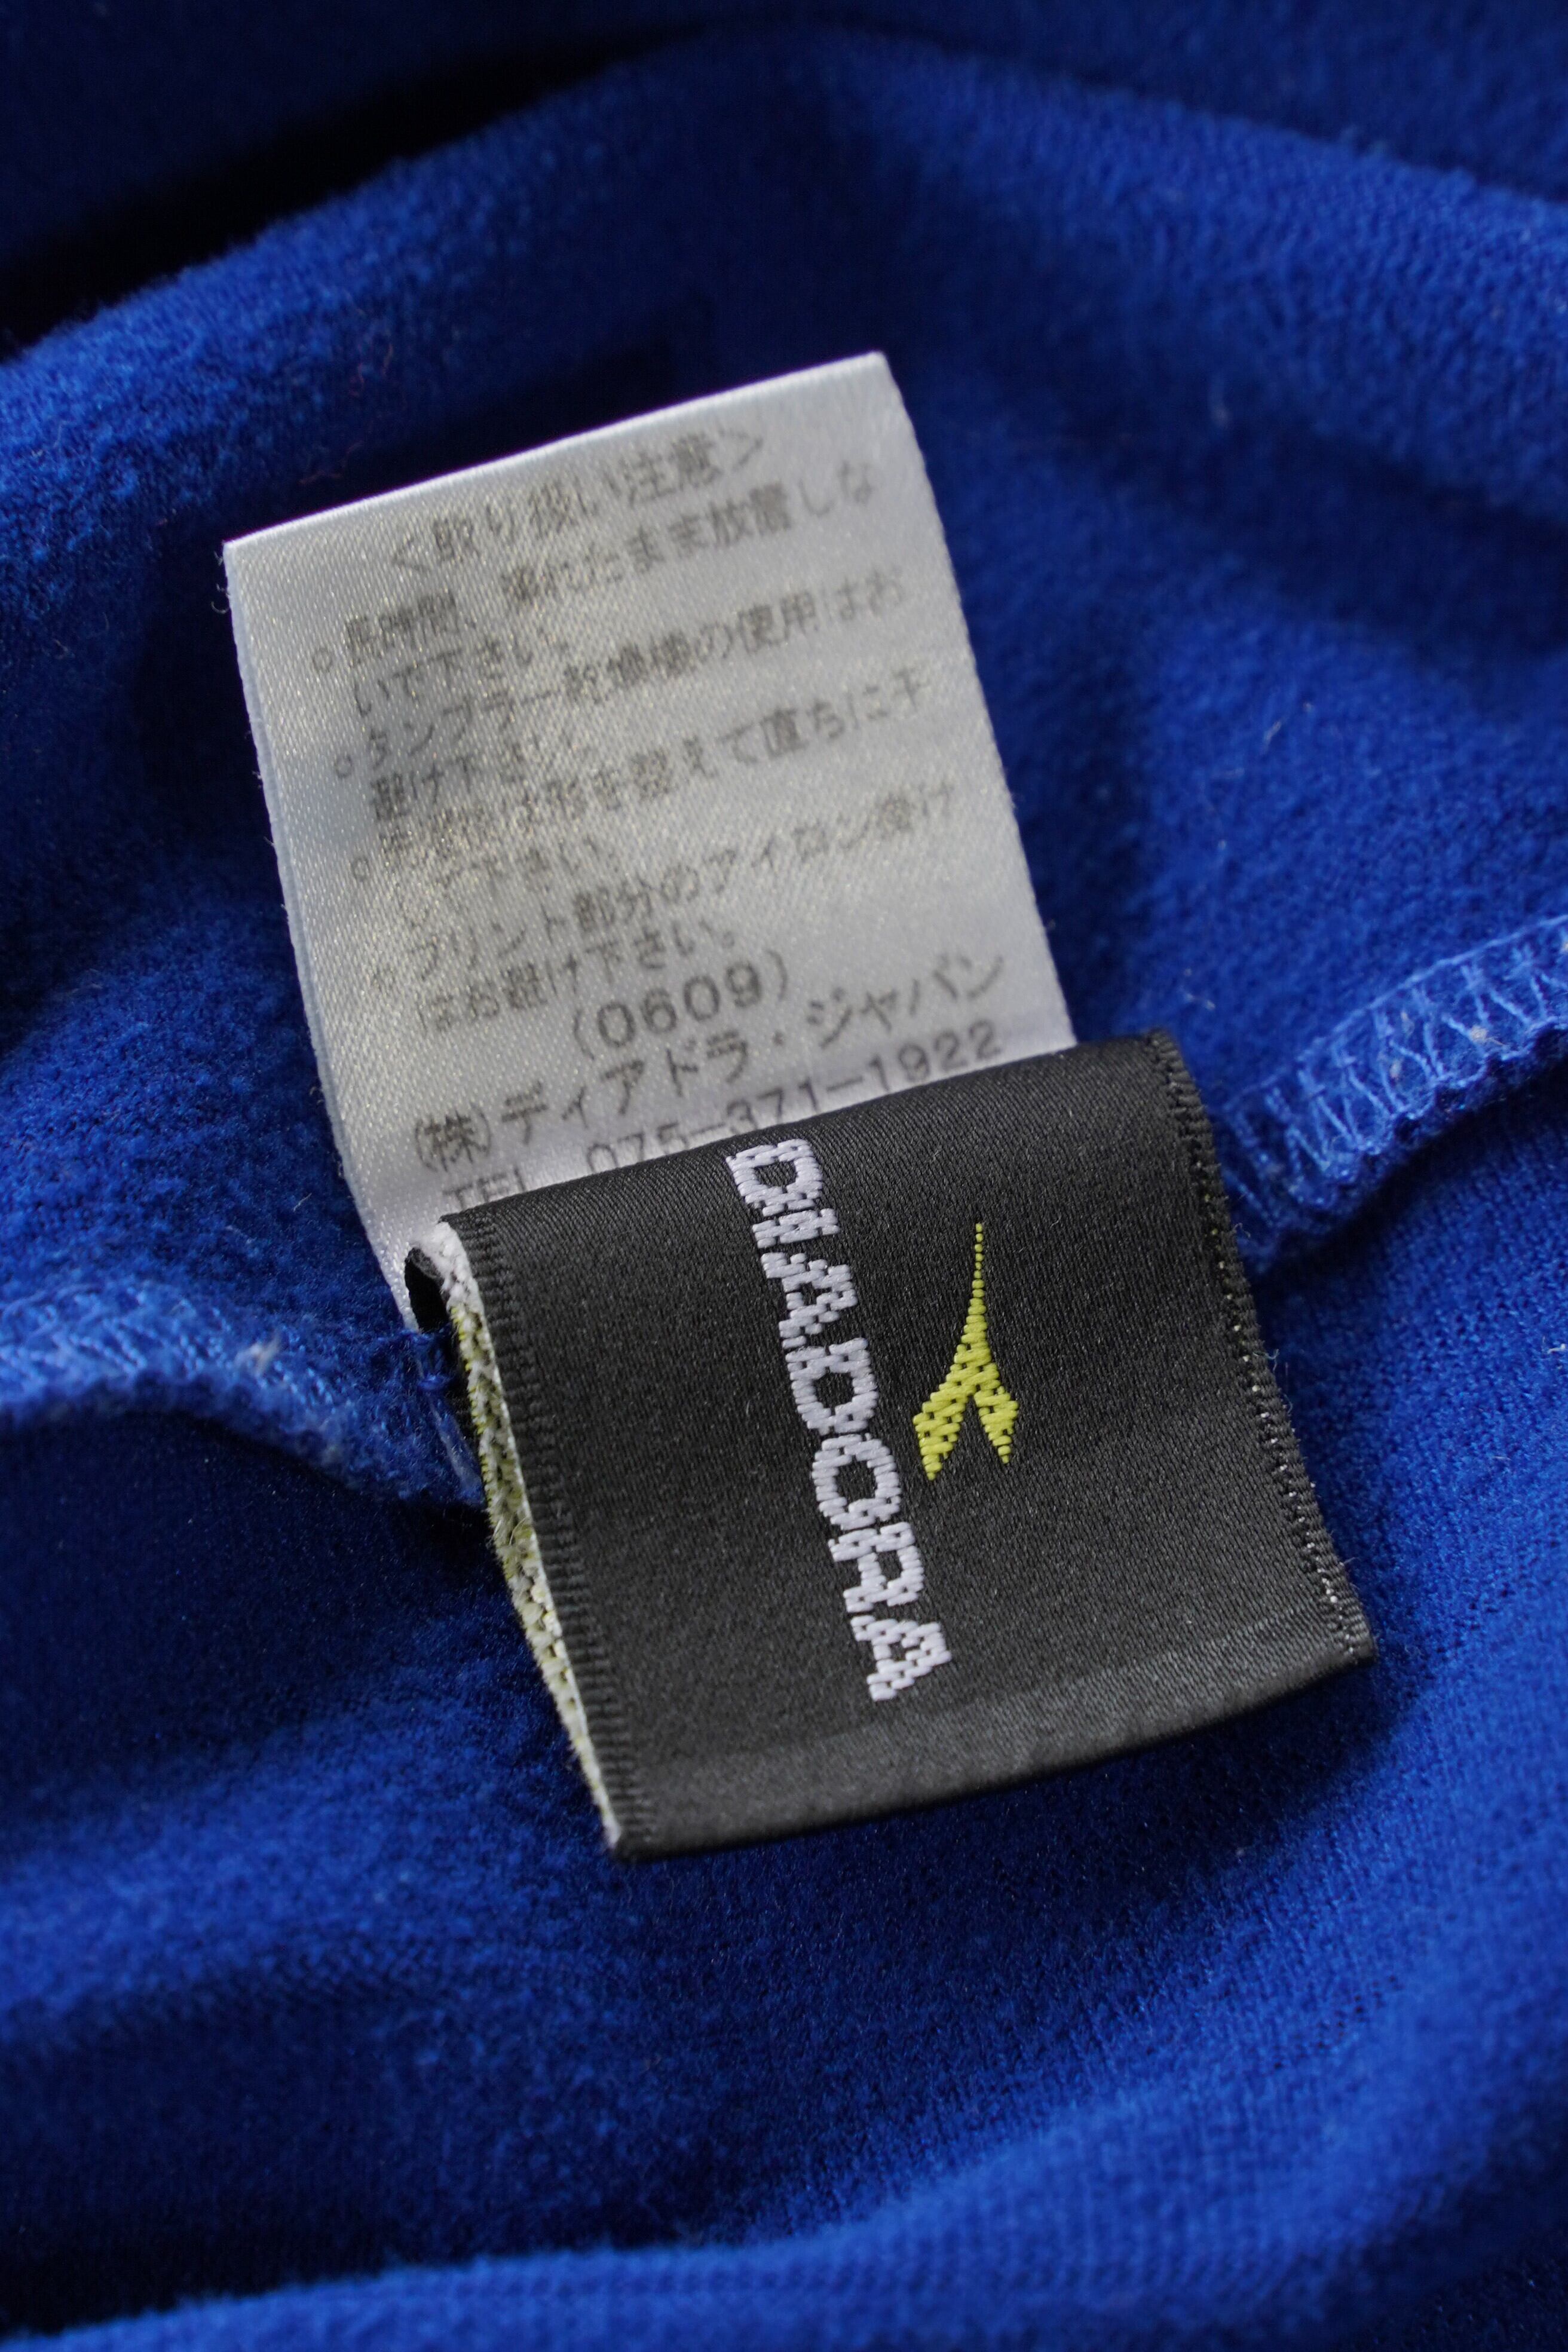 <取り扱い注意>
○長時間、濡れたまま放置しな
いて下さい。
○タンブラー乾燥機の使用はお
避け下さい。
○洗濯後は形を整えて直ちに干
して下さい。
○プリント部分のアイロン掛け
はお避け下さい。
(0609)
(株)ディアドラ・ジャパン
TEL 075-371-1922
DIADORA